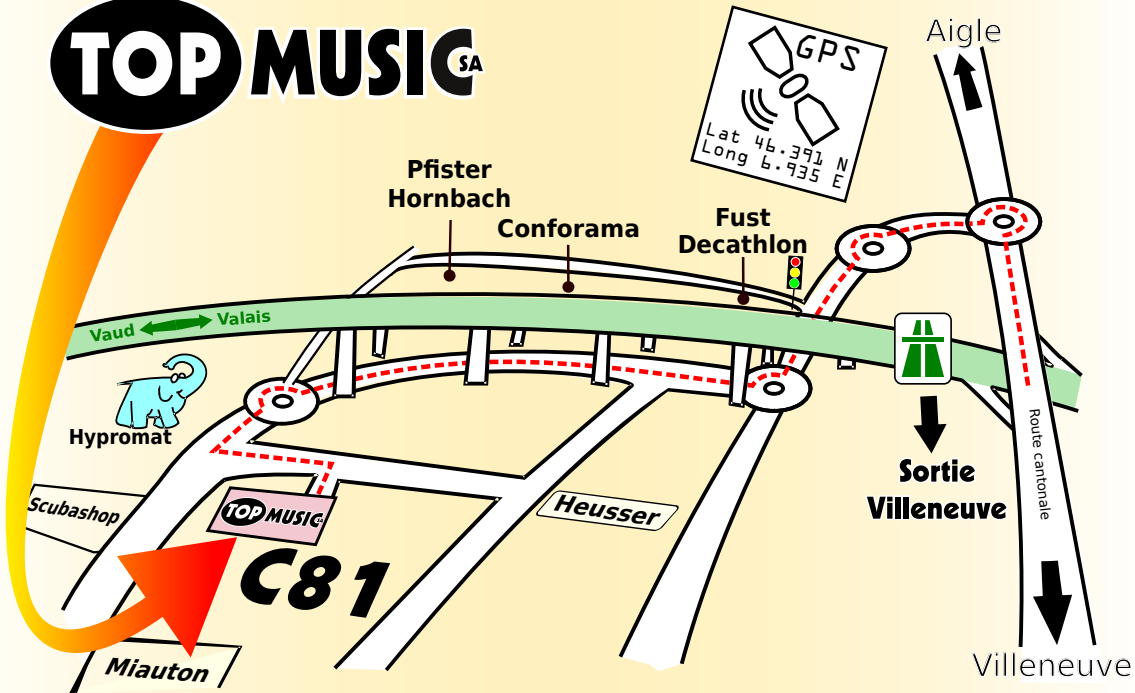 TOP MUSIC SA
Aigle
GPS
Lat 46.391 N
Long 6.935 E
Pfister
Hornbach
Conforama
Fust
Decathlon
Vaud Valais
Hypromat
Scubashop
TOP MUSIC SA
C81
Miauton
Heusser
Sortie
Villeneuve
Route cantonale
Villeneuve